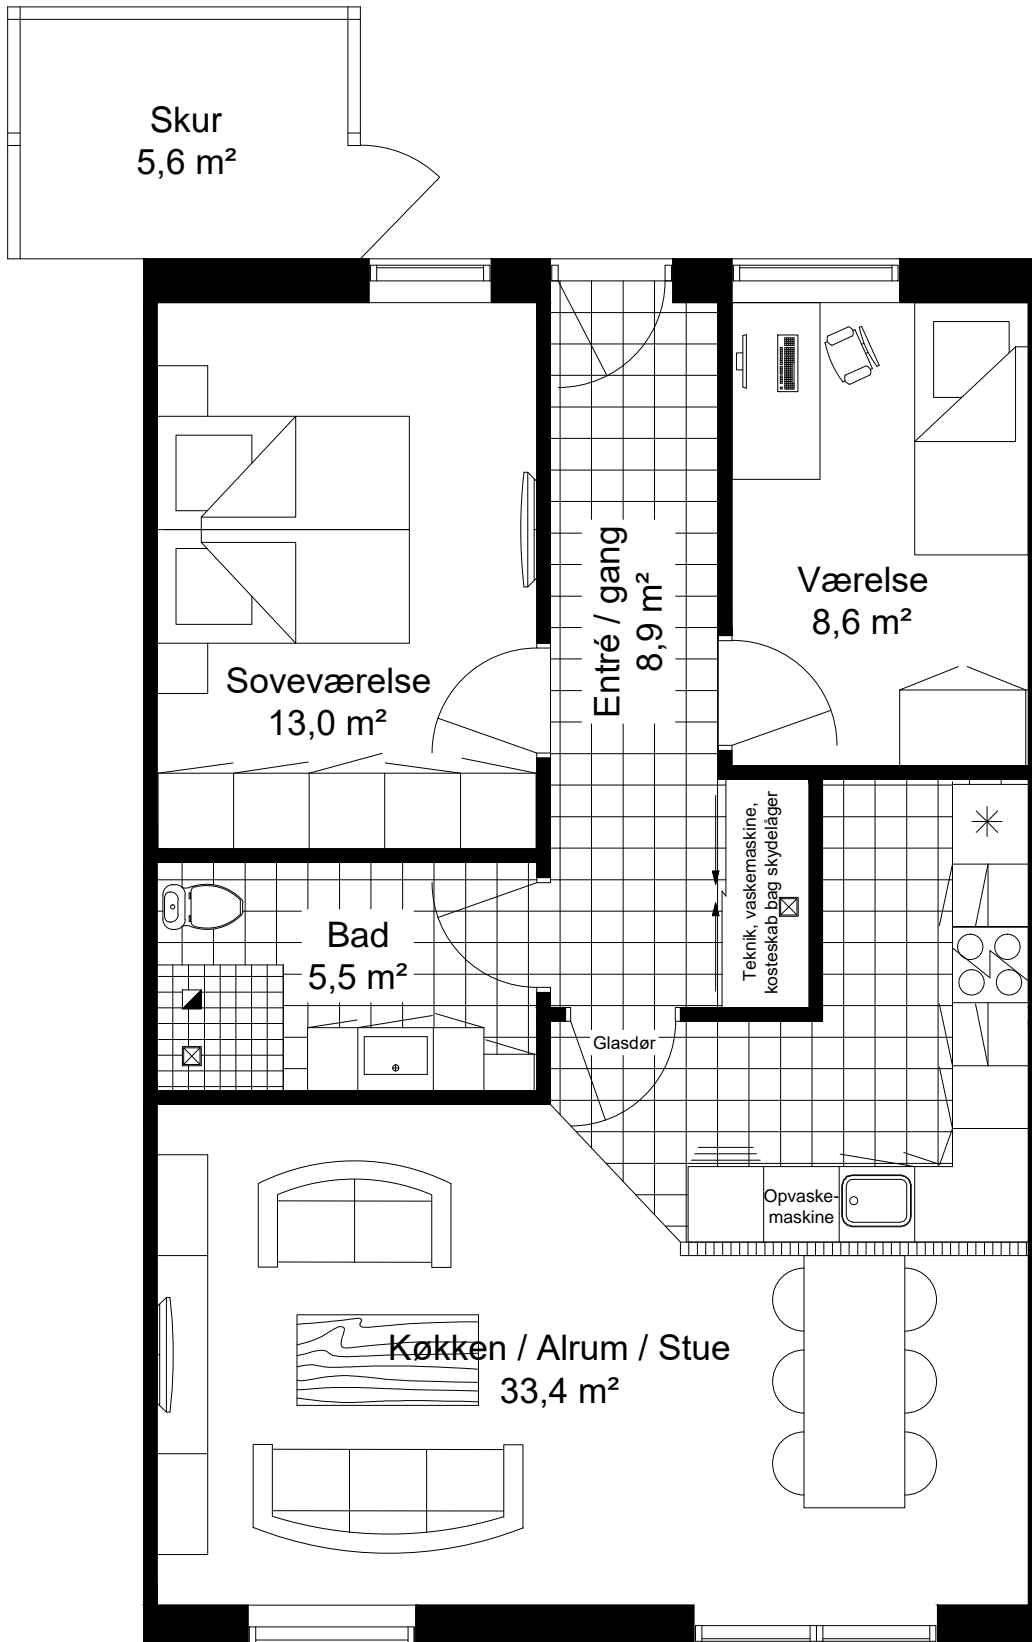 Skur
5,6 m²
Entré / gang
8,9 m²
Værelse
8,6 m²
Soveværelse
13,0 m²
Teknik, vaskemaskine,
kosteskab bag skydelåger
Bad
5,5 m²
Glasdør
Opvaske-
maskine
Køkken / Alrum / Stue
33,4 m²